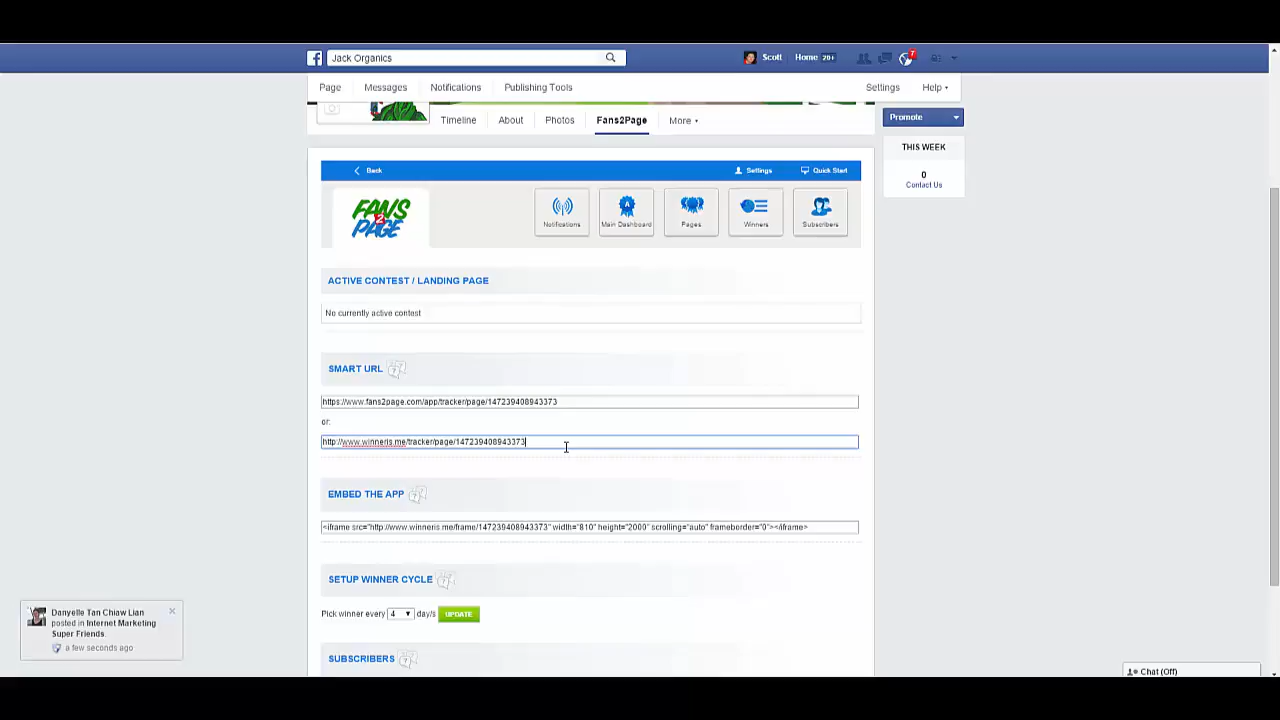 Jack Organics
Scott Home 20+ 7
Page Messages Notifications Publishing Tools Settings Help
Timeline About Photos Fans2Page More
Promote
THIS WEEK
0
Contact Us
Back Settings Quick Start
FANS
2
PAGE
Notifications Main Dashboard Pages Winners Subscribers
ACTIVE CONTEST / LANDING PAGE
No currently active contest
SMART URL
https://www.fans2page.com/app/tracker/page/147239408943373
or:
http://www.winneris.me/tracker/page/147239408943373
EMBED THE APP
<iframe src="http://www.winneris.me/frame/147239408943373" width="810" height="2000" scrolling="auto" frameborder="0"></iframe>
SETUP WINNER CYCLE
Pick winner every 4 day/s UPDATE
SUBSCRIBERS
Danyelle Tan Chiaw Lian
posted in Internet Marketing
Super Friends.
a few seconds ago
Chat (Off)